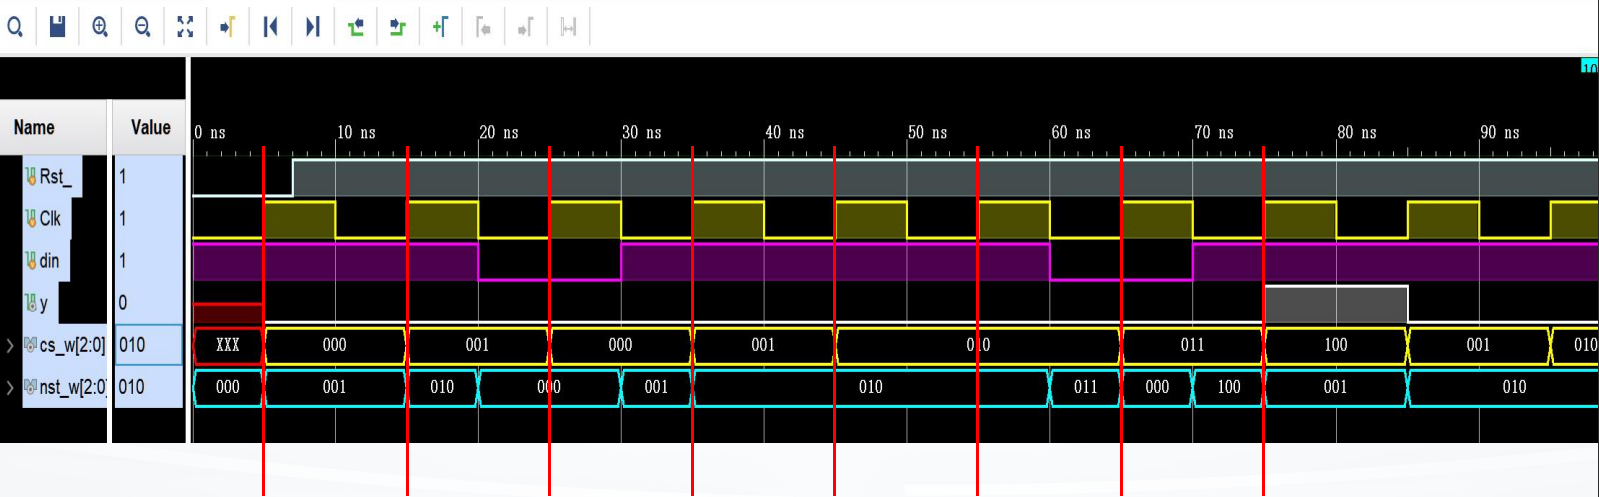 10
Name Value 0 ns 10 ns 20 ns 30 ns 40 ns 50 ns 60 ns 70 ns 80 ns 90 ns
Rst_ 1
Clk 1
din 1
y 0
cs_w[2:0] 010 XXX 000 001 000 001 010 011 100 001 010
nst_w[2:0] 010 000 001 010 000 001 010 011 000 100 001 010